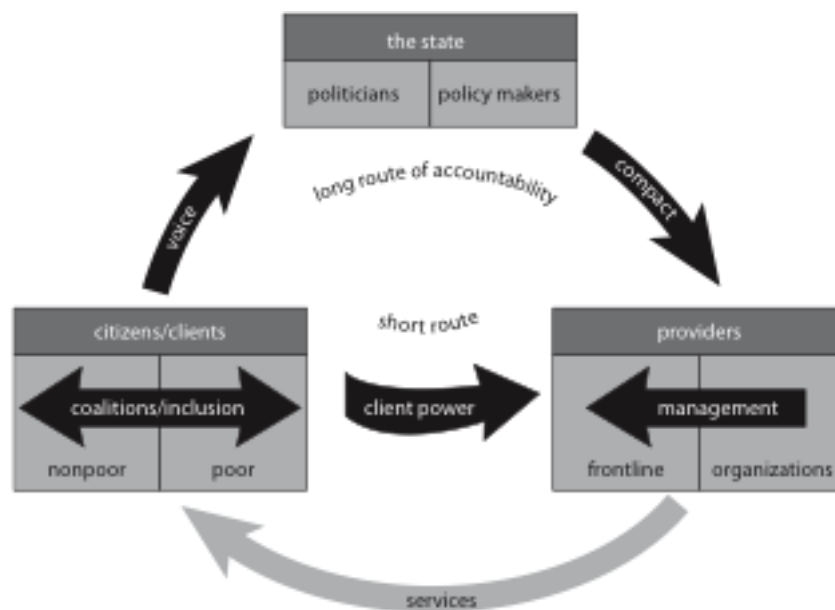 the state
politicians policy makers
long route of accountability
voice
compact
short route
citizens/clients
providers
coalitions/inclusion
client power
management
nonpoor poor
frontline organizations
services